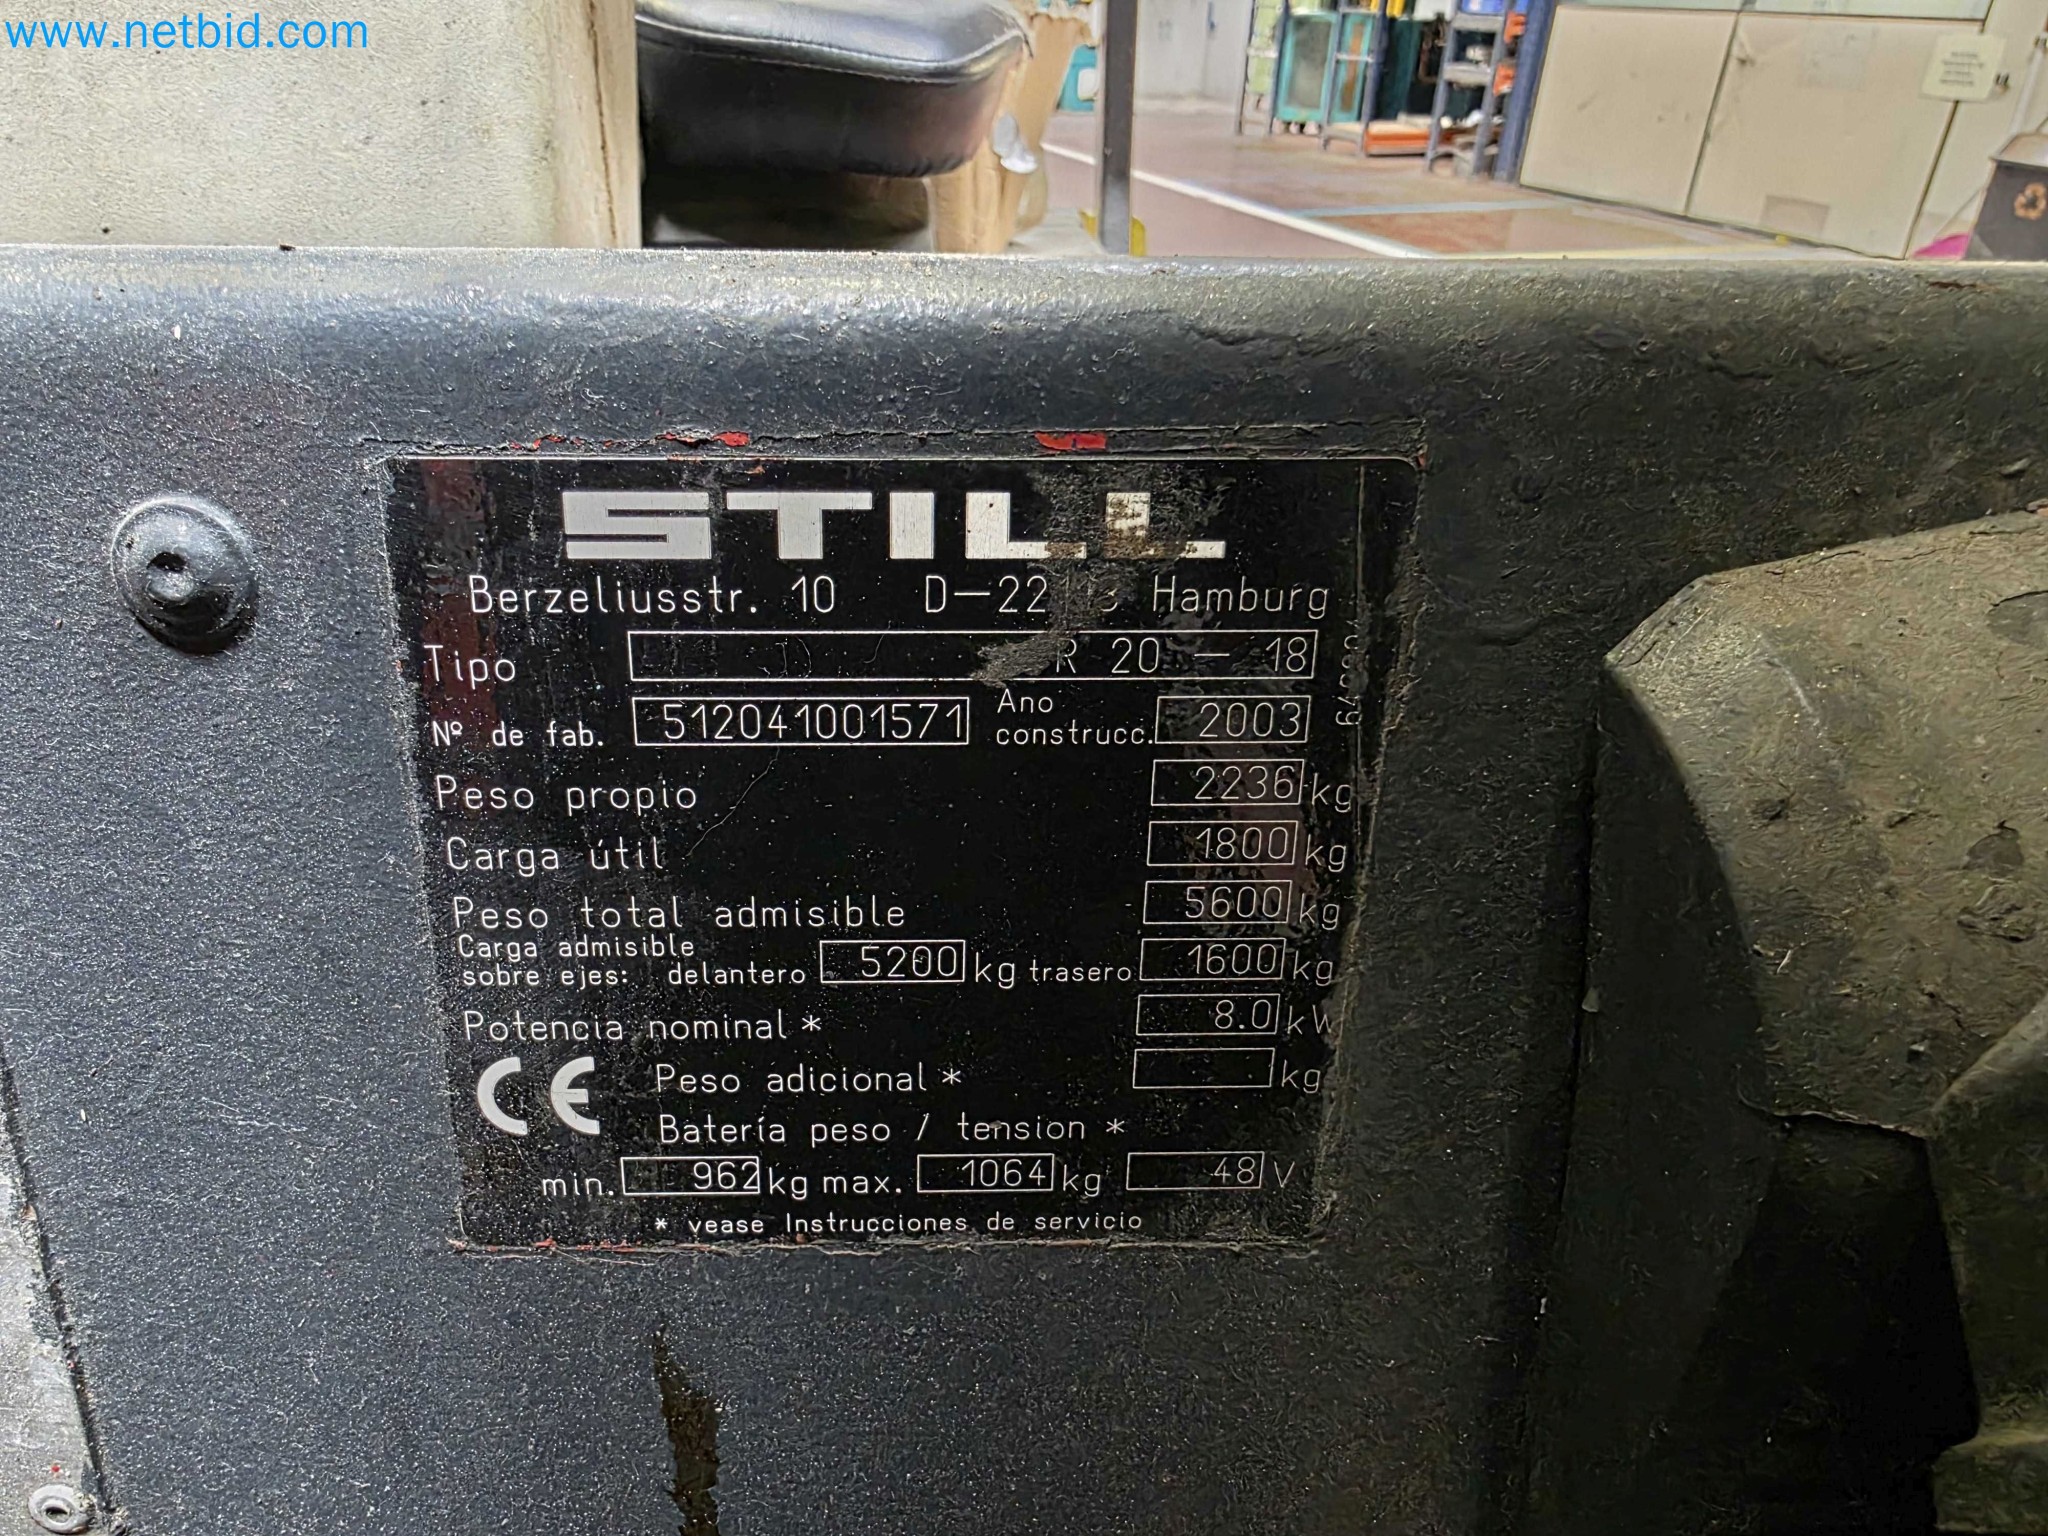 www.netbid.com
STILL
Berzeliusstr. 10 Hamburg
Tipo R 20 - 18
Nº de fab. 512041001571 Ano construcc. 2003
Peso propio 2236 kg
Carga útil 1800 kg
Peso total admisible 5600 kg
Carga admisible
sobre ejes: delantero 5200 kg trasero 1600 kg
Potencia nominal * 8.0 kW
CE Peso adicional * kg
Batería peso / tension *
min. 962 kg max. 1064 kg 48 V
* vease Instrucciones de servicio